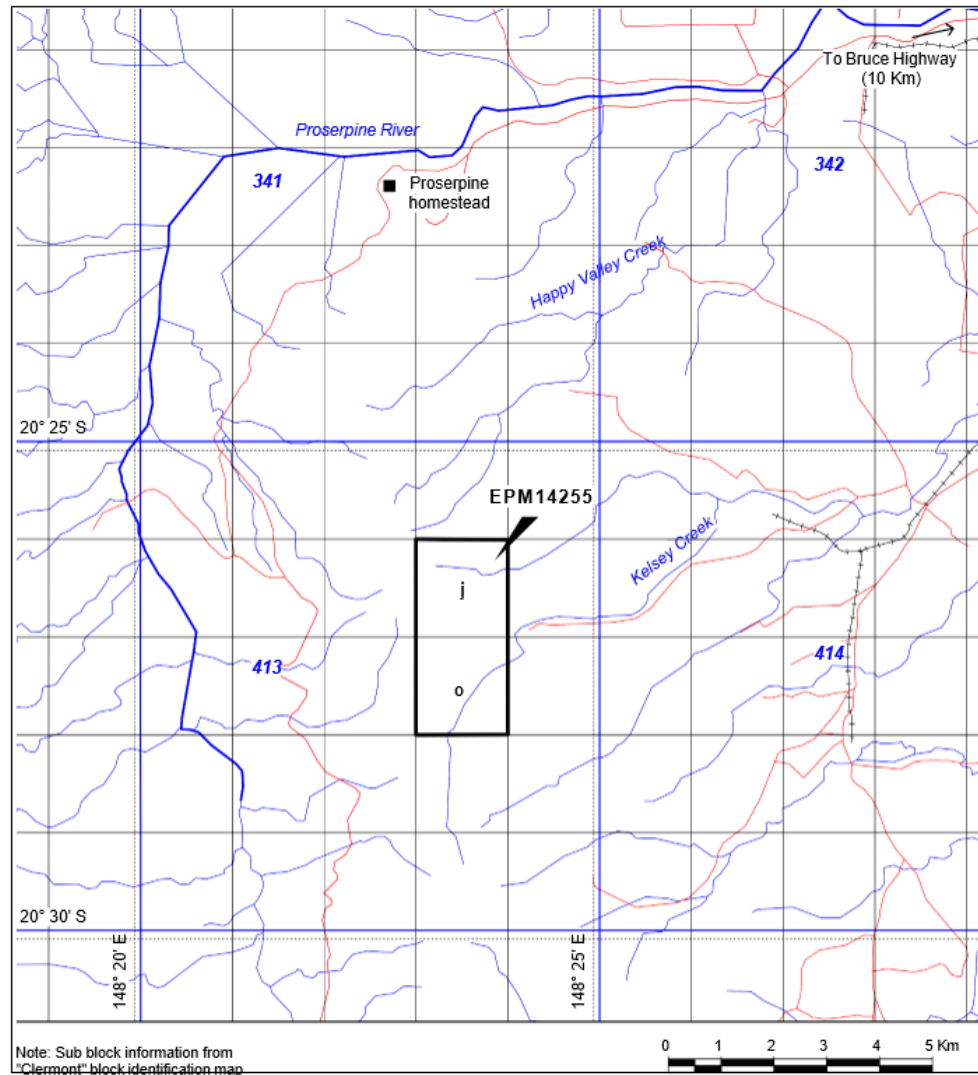 To Bruce Highway
(10 Km)
Proserpine River
341
342
Proserpine
homestead
Happy Valley Creek
20° 25' S
EPM14255
Kelsey Creek
j
413
414
o
20° 30' S
148° 20' E
148° 25' E
Note: Sub block information from
"Clermont" block identification map
0 1 2 3 4 5 Km